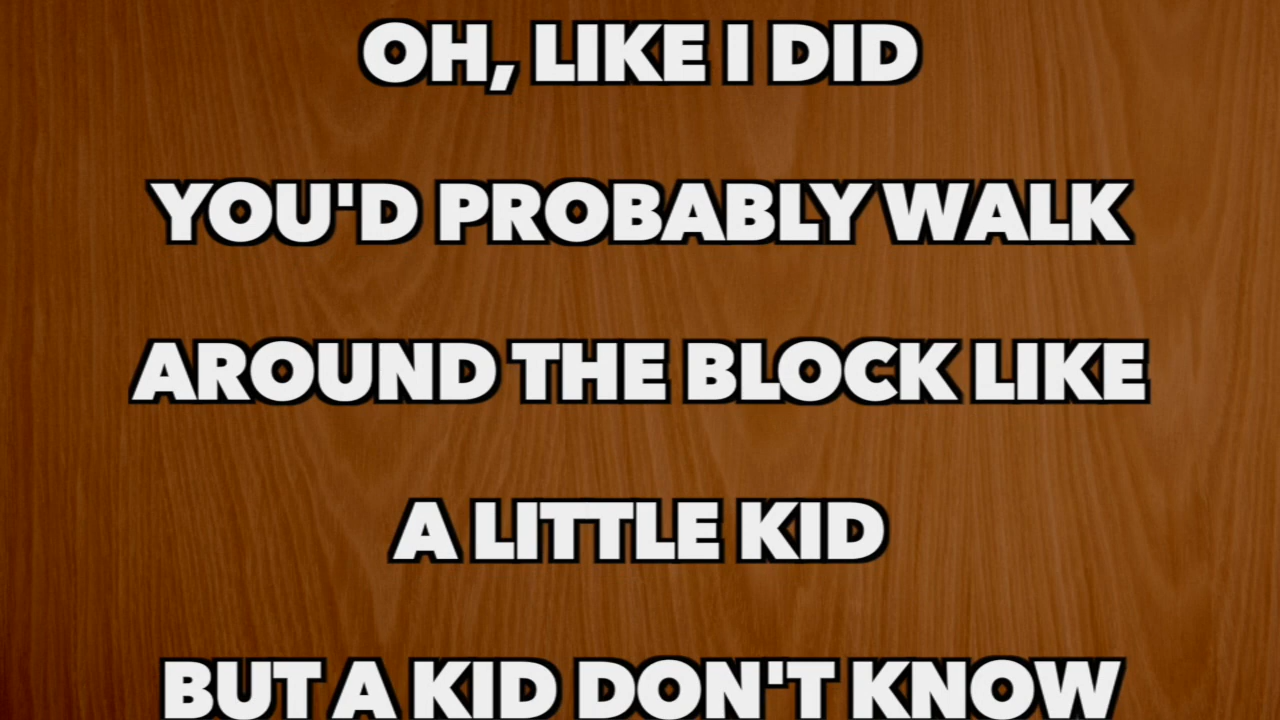 OH, LIKE I DID
YOU'D PROBABLY WALK
AROUND THE BLOCK LIKE
A LITTLE KID
BUT A KID DON'T KNOW